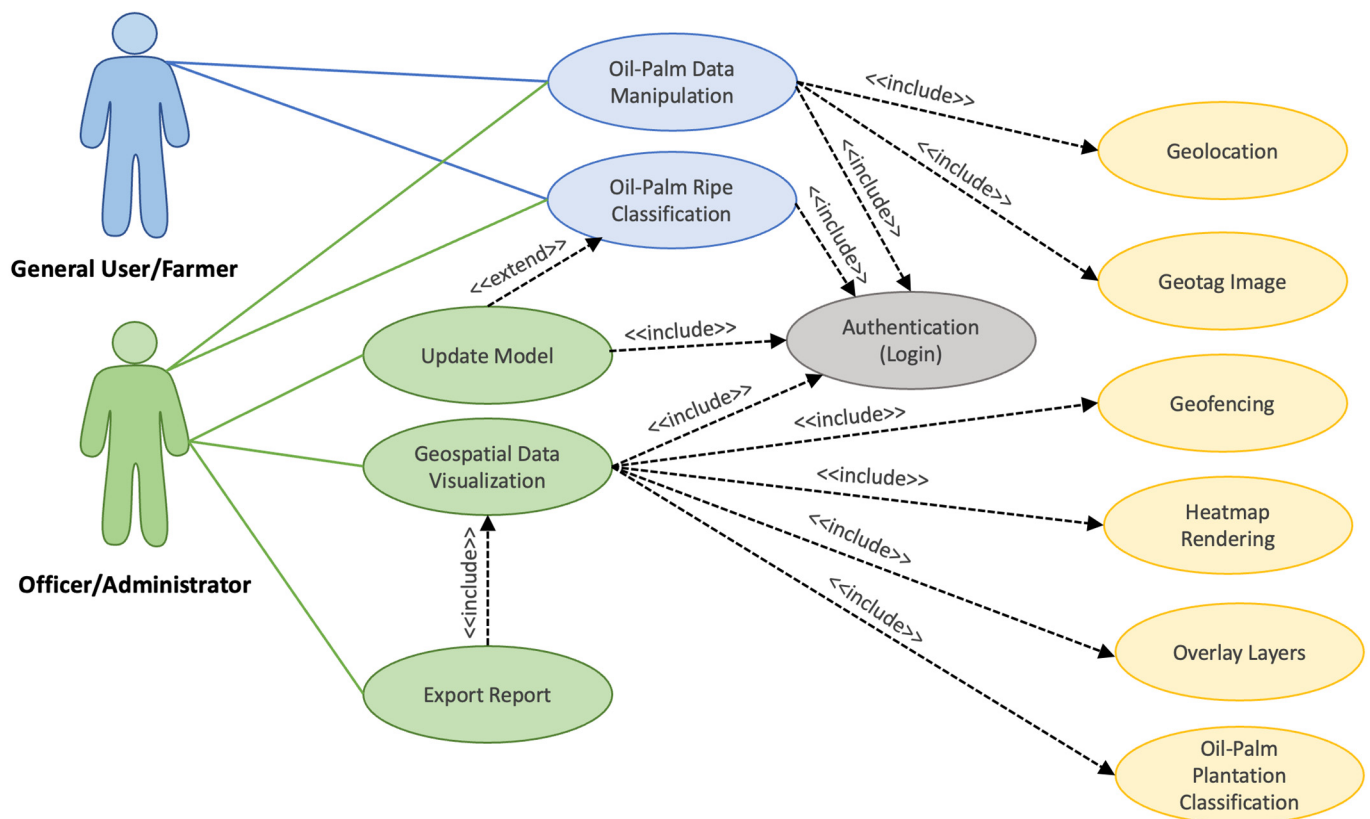 Oil-Palm Data
Manipulation
<<include>>
Geolocation
<<include>>
<<include>>
Oil-Palm Ripe
Classification
<<include>>
General User/Farmer
<<extend>>
Geotag Image
Authentication
(Login)
<<include>>
Update Model
<<include>>
<<include>>
Geofencing
Geospatial Data
Visualization
<<include>>
Heatmap
Rendering
<<include>>
Officer/Administrator
<<include>>
<<include>>
Overlay Layers
Export Report
Oil-Palm
Plantation
Classification